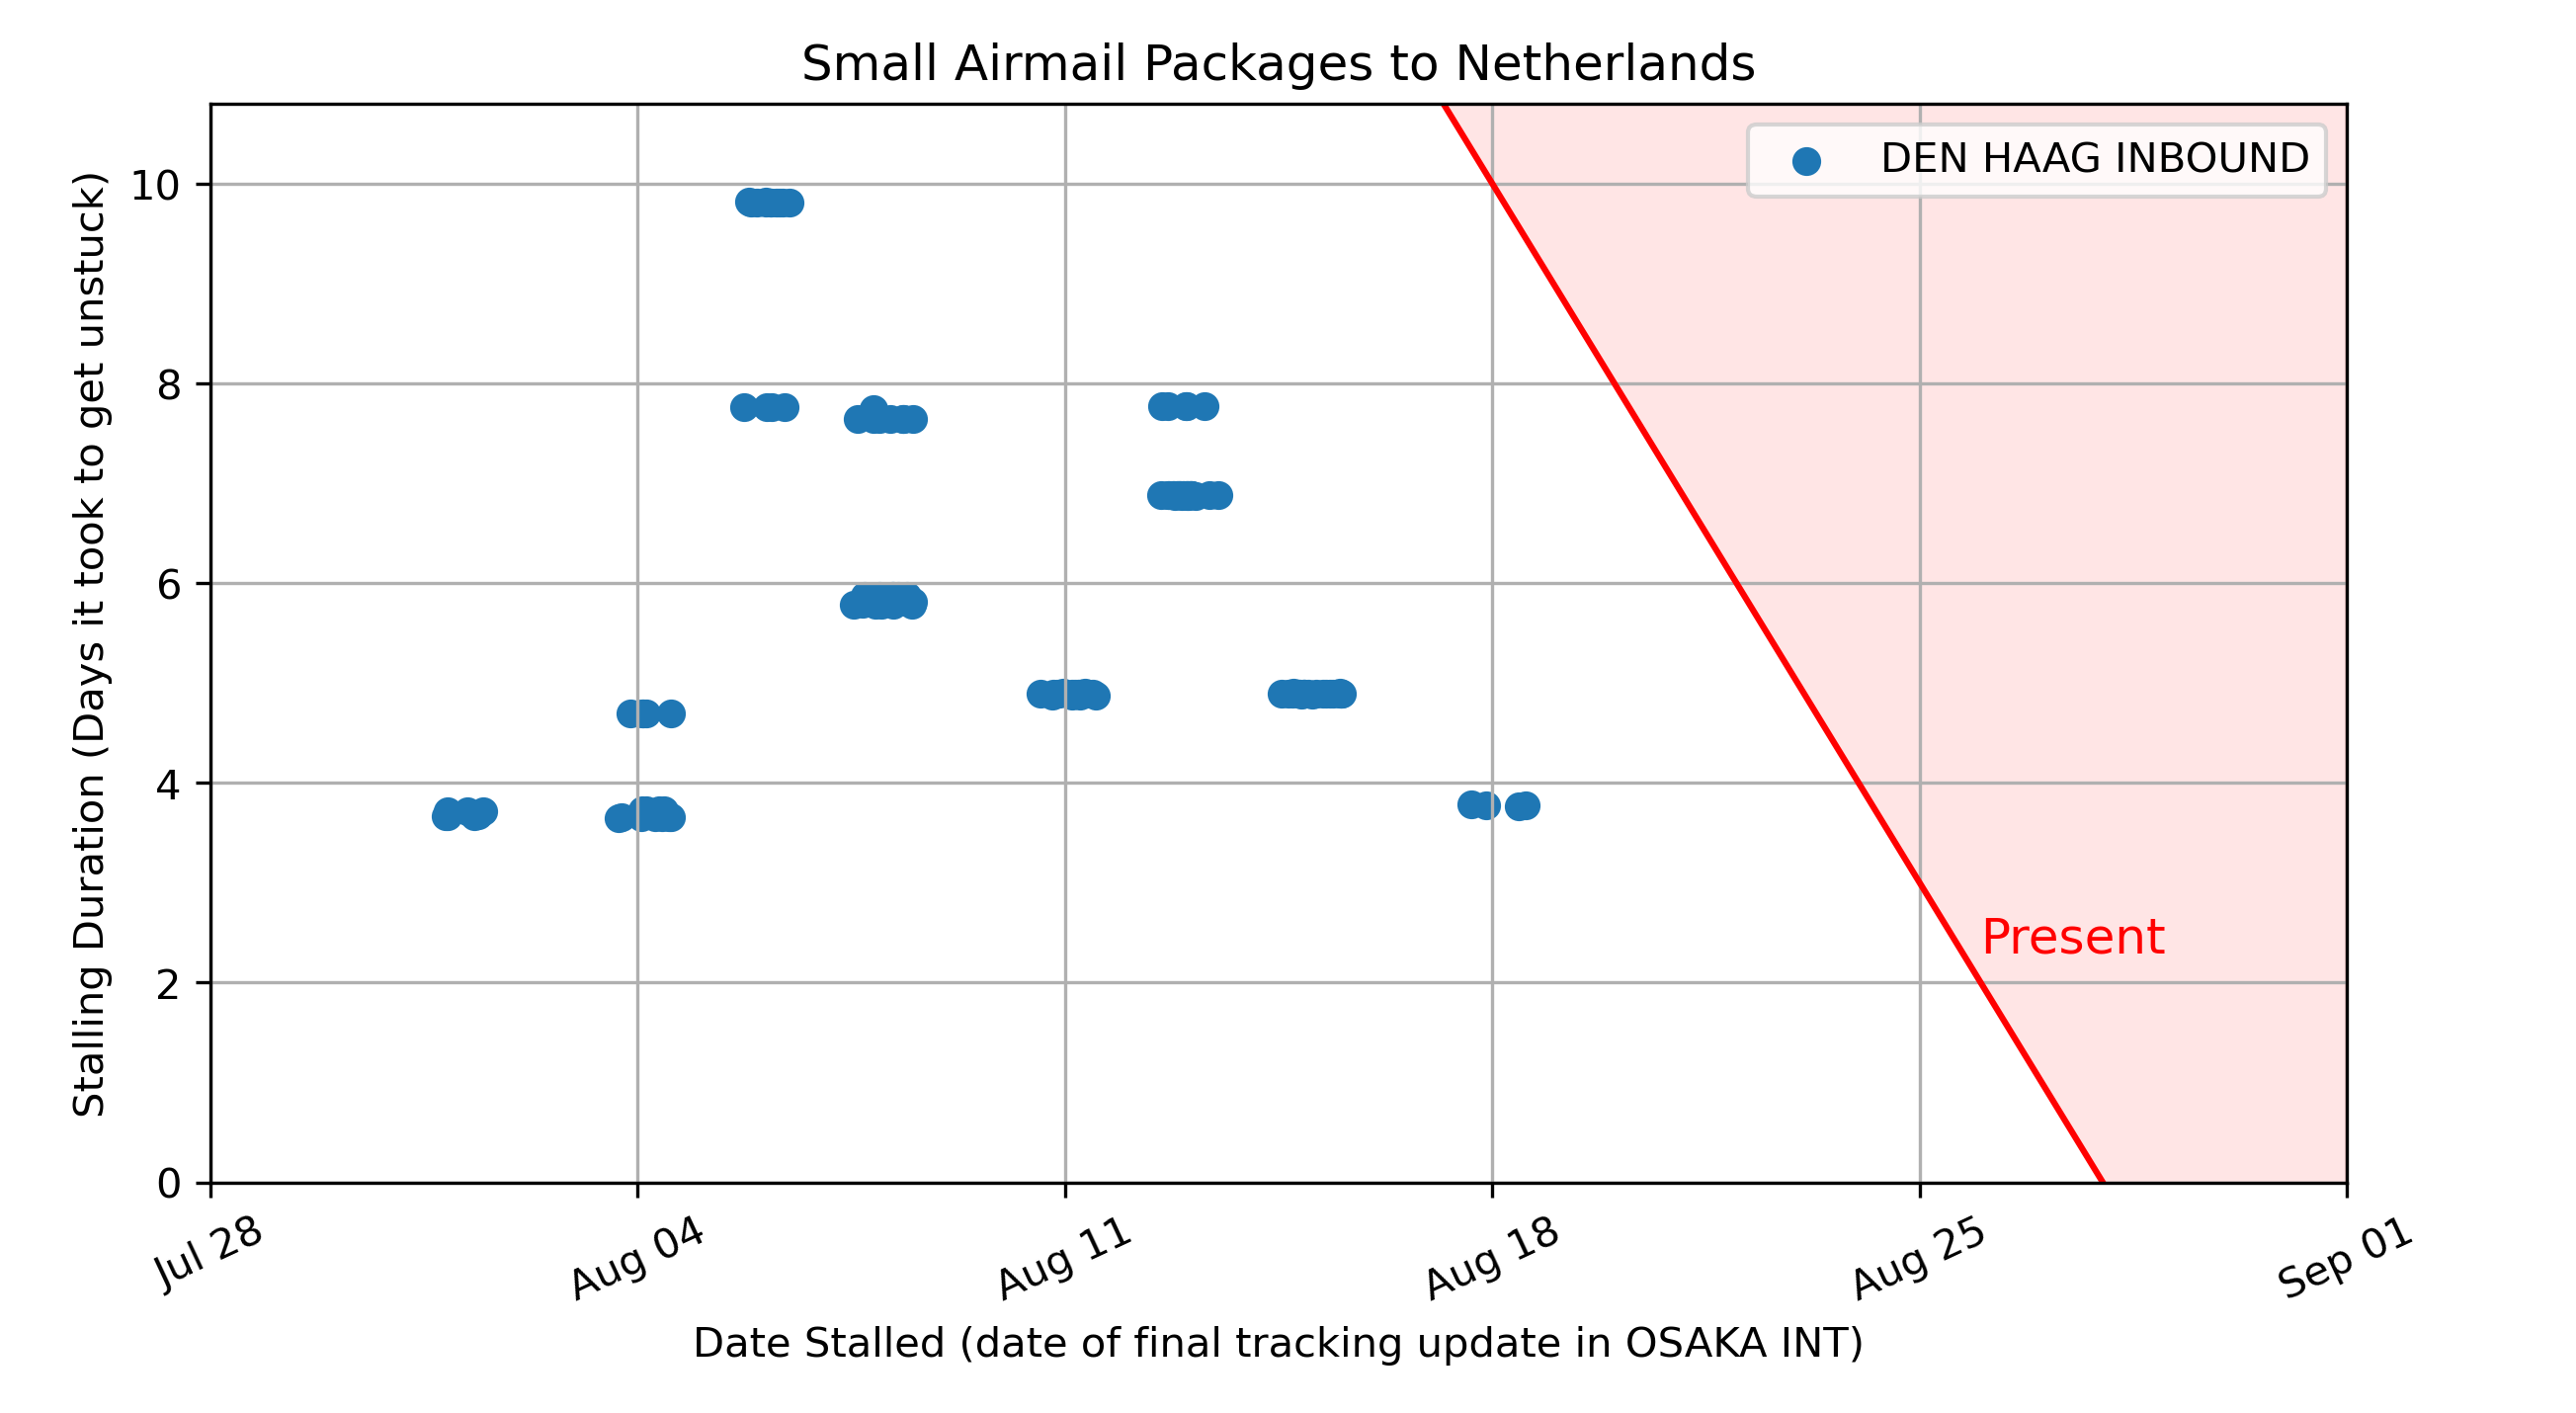 Small Airmail Packages to Netherlands
DEN HAAG INBOUND
Stalling Duration (Days it took to get unstuck)
10
8
6
4
2
0
Present
Jul 28
Aug 04
Aug 11
Aug 18
Aug 25
Sep 01
Date Stalled (date of final tracking update in OSAKA INT)